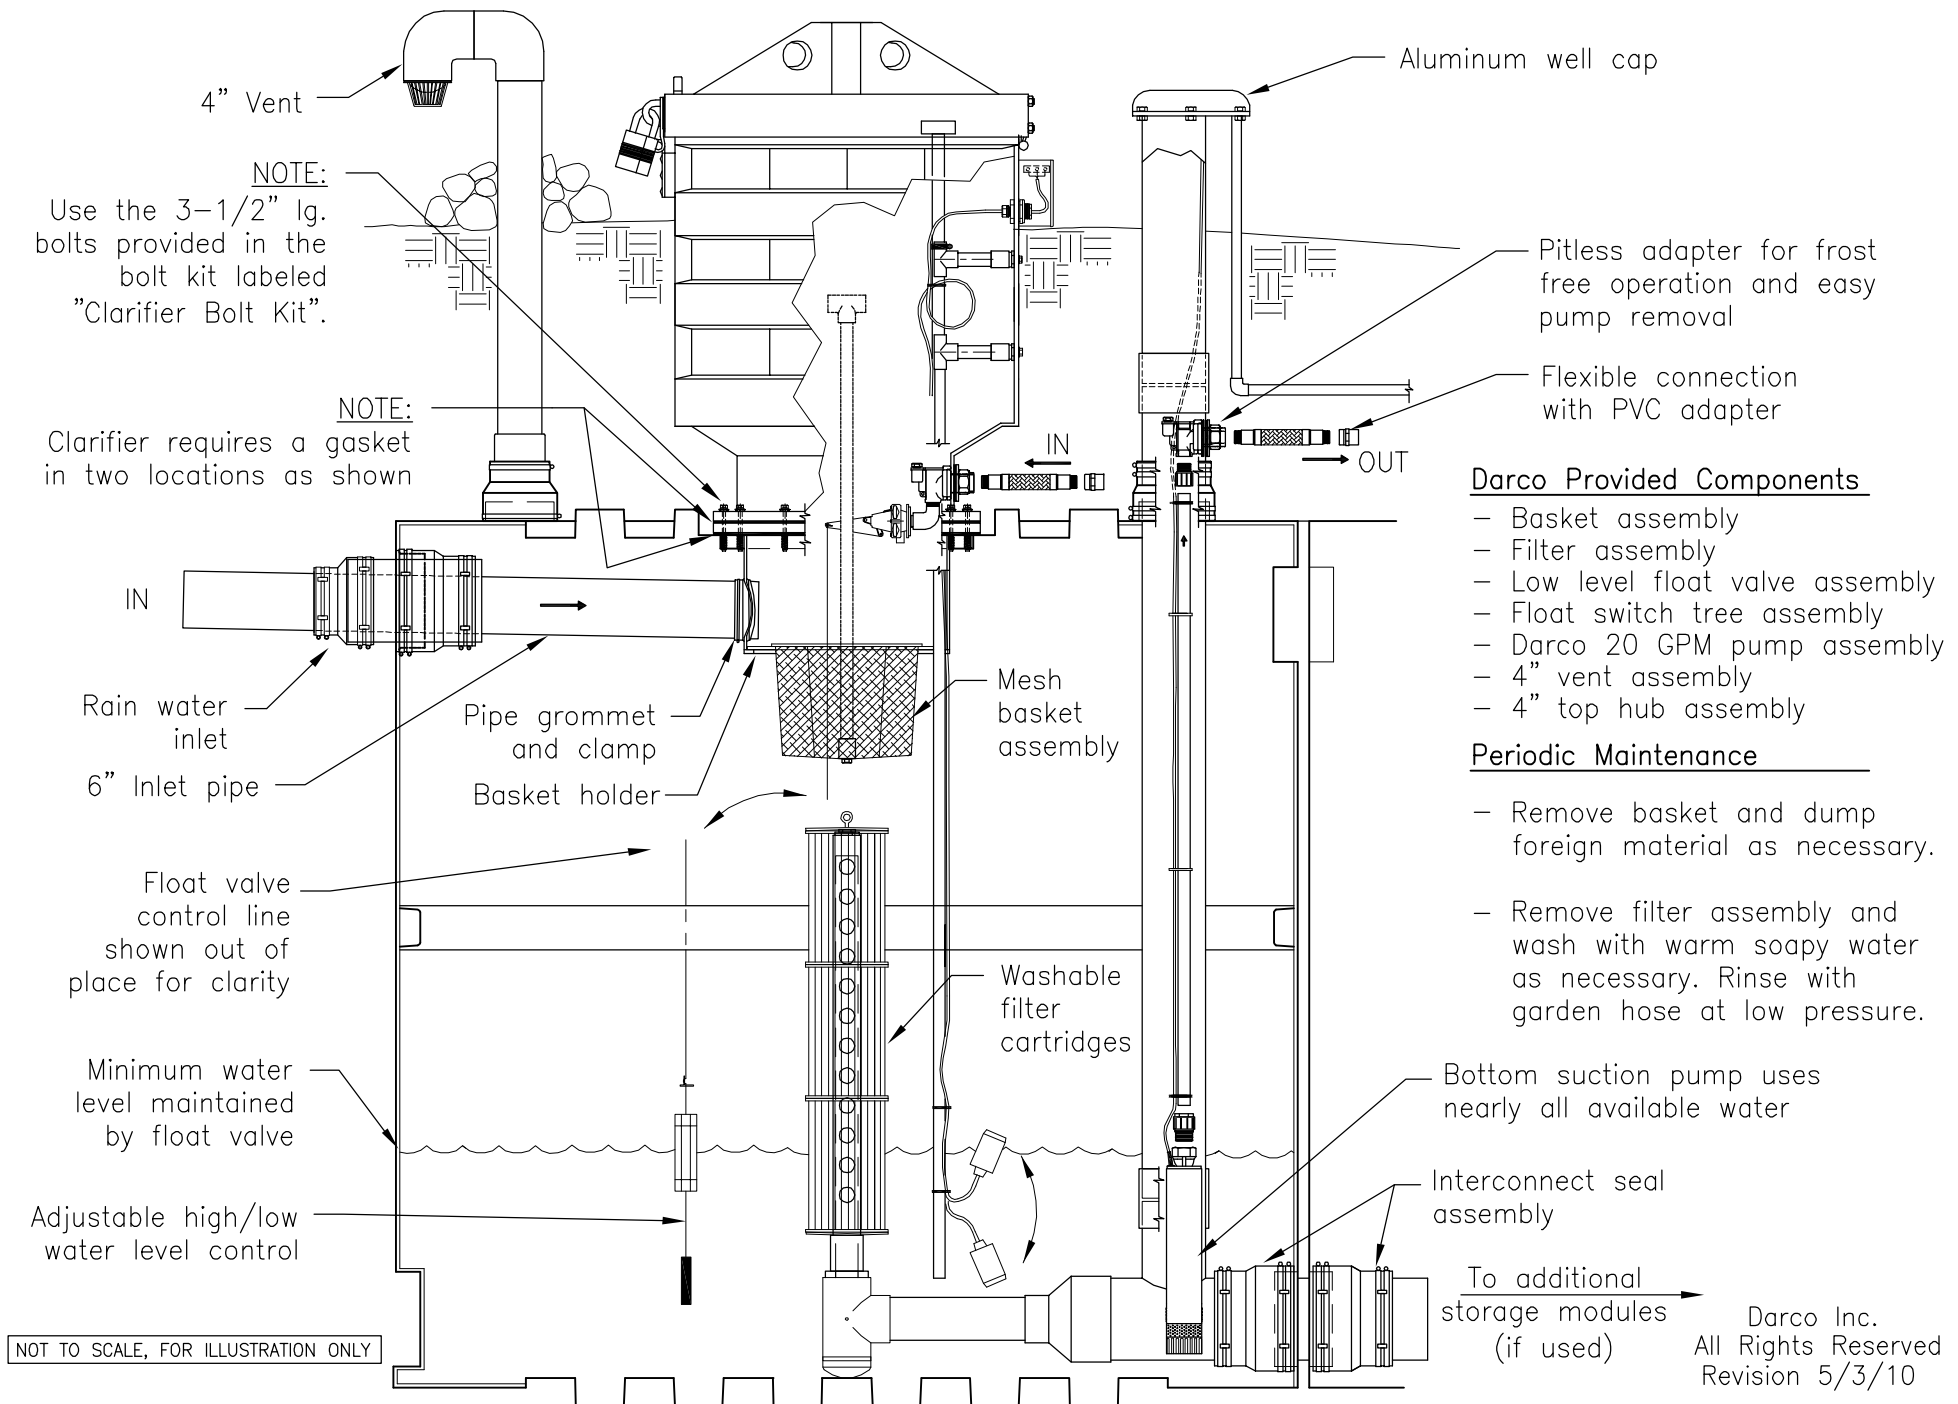 4" Vent
NOTE:
Use the 3-1/2" lg.
bolts provided in the
bolt kit labeled
"Clarifier Bolt Kit".
NOTE:
Clarifier requires a gasket
in two locations as shown
IN
Rain water
inlet
6" Inlet pipe
Pipe grommet
and clamp
Basket holder
Mesh
basket
assembly
Float valve
control line
shown out of
place for clarity
Washable
filter
cartridges
Minimum water
level maintained
by float valve
Adjustable high/low
water level control
NOT TO SCALE, FOR ILLUSTRATION ONLY
Aluminum well cap
Pitless adapter for frost
free operation and easy
pump removal
Flexible connection
with PVC adapter
IN
OUT
Darco Provided Components
- Basket assembly
- Filter assembly
- Low level float valve assembly
- Float switch tree assembly
- Darco 20 GPM pump assembly
- 4" vent assembly
- 4" top hub assembly
Periodic Maintenance
- Remove basket and dump
foreign material as necessary.
- Remove filter assembly and
wash with warm soapy water
as necessary. Rinse with
garden hose at low pressure.
Bottom suction pump uses
nearly all available water
Interconnect seal
assembly
To additional
storage modules
(if used)
Darco Inc.
All Rights Reserved
Revision 5/3/10